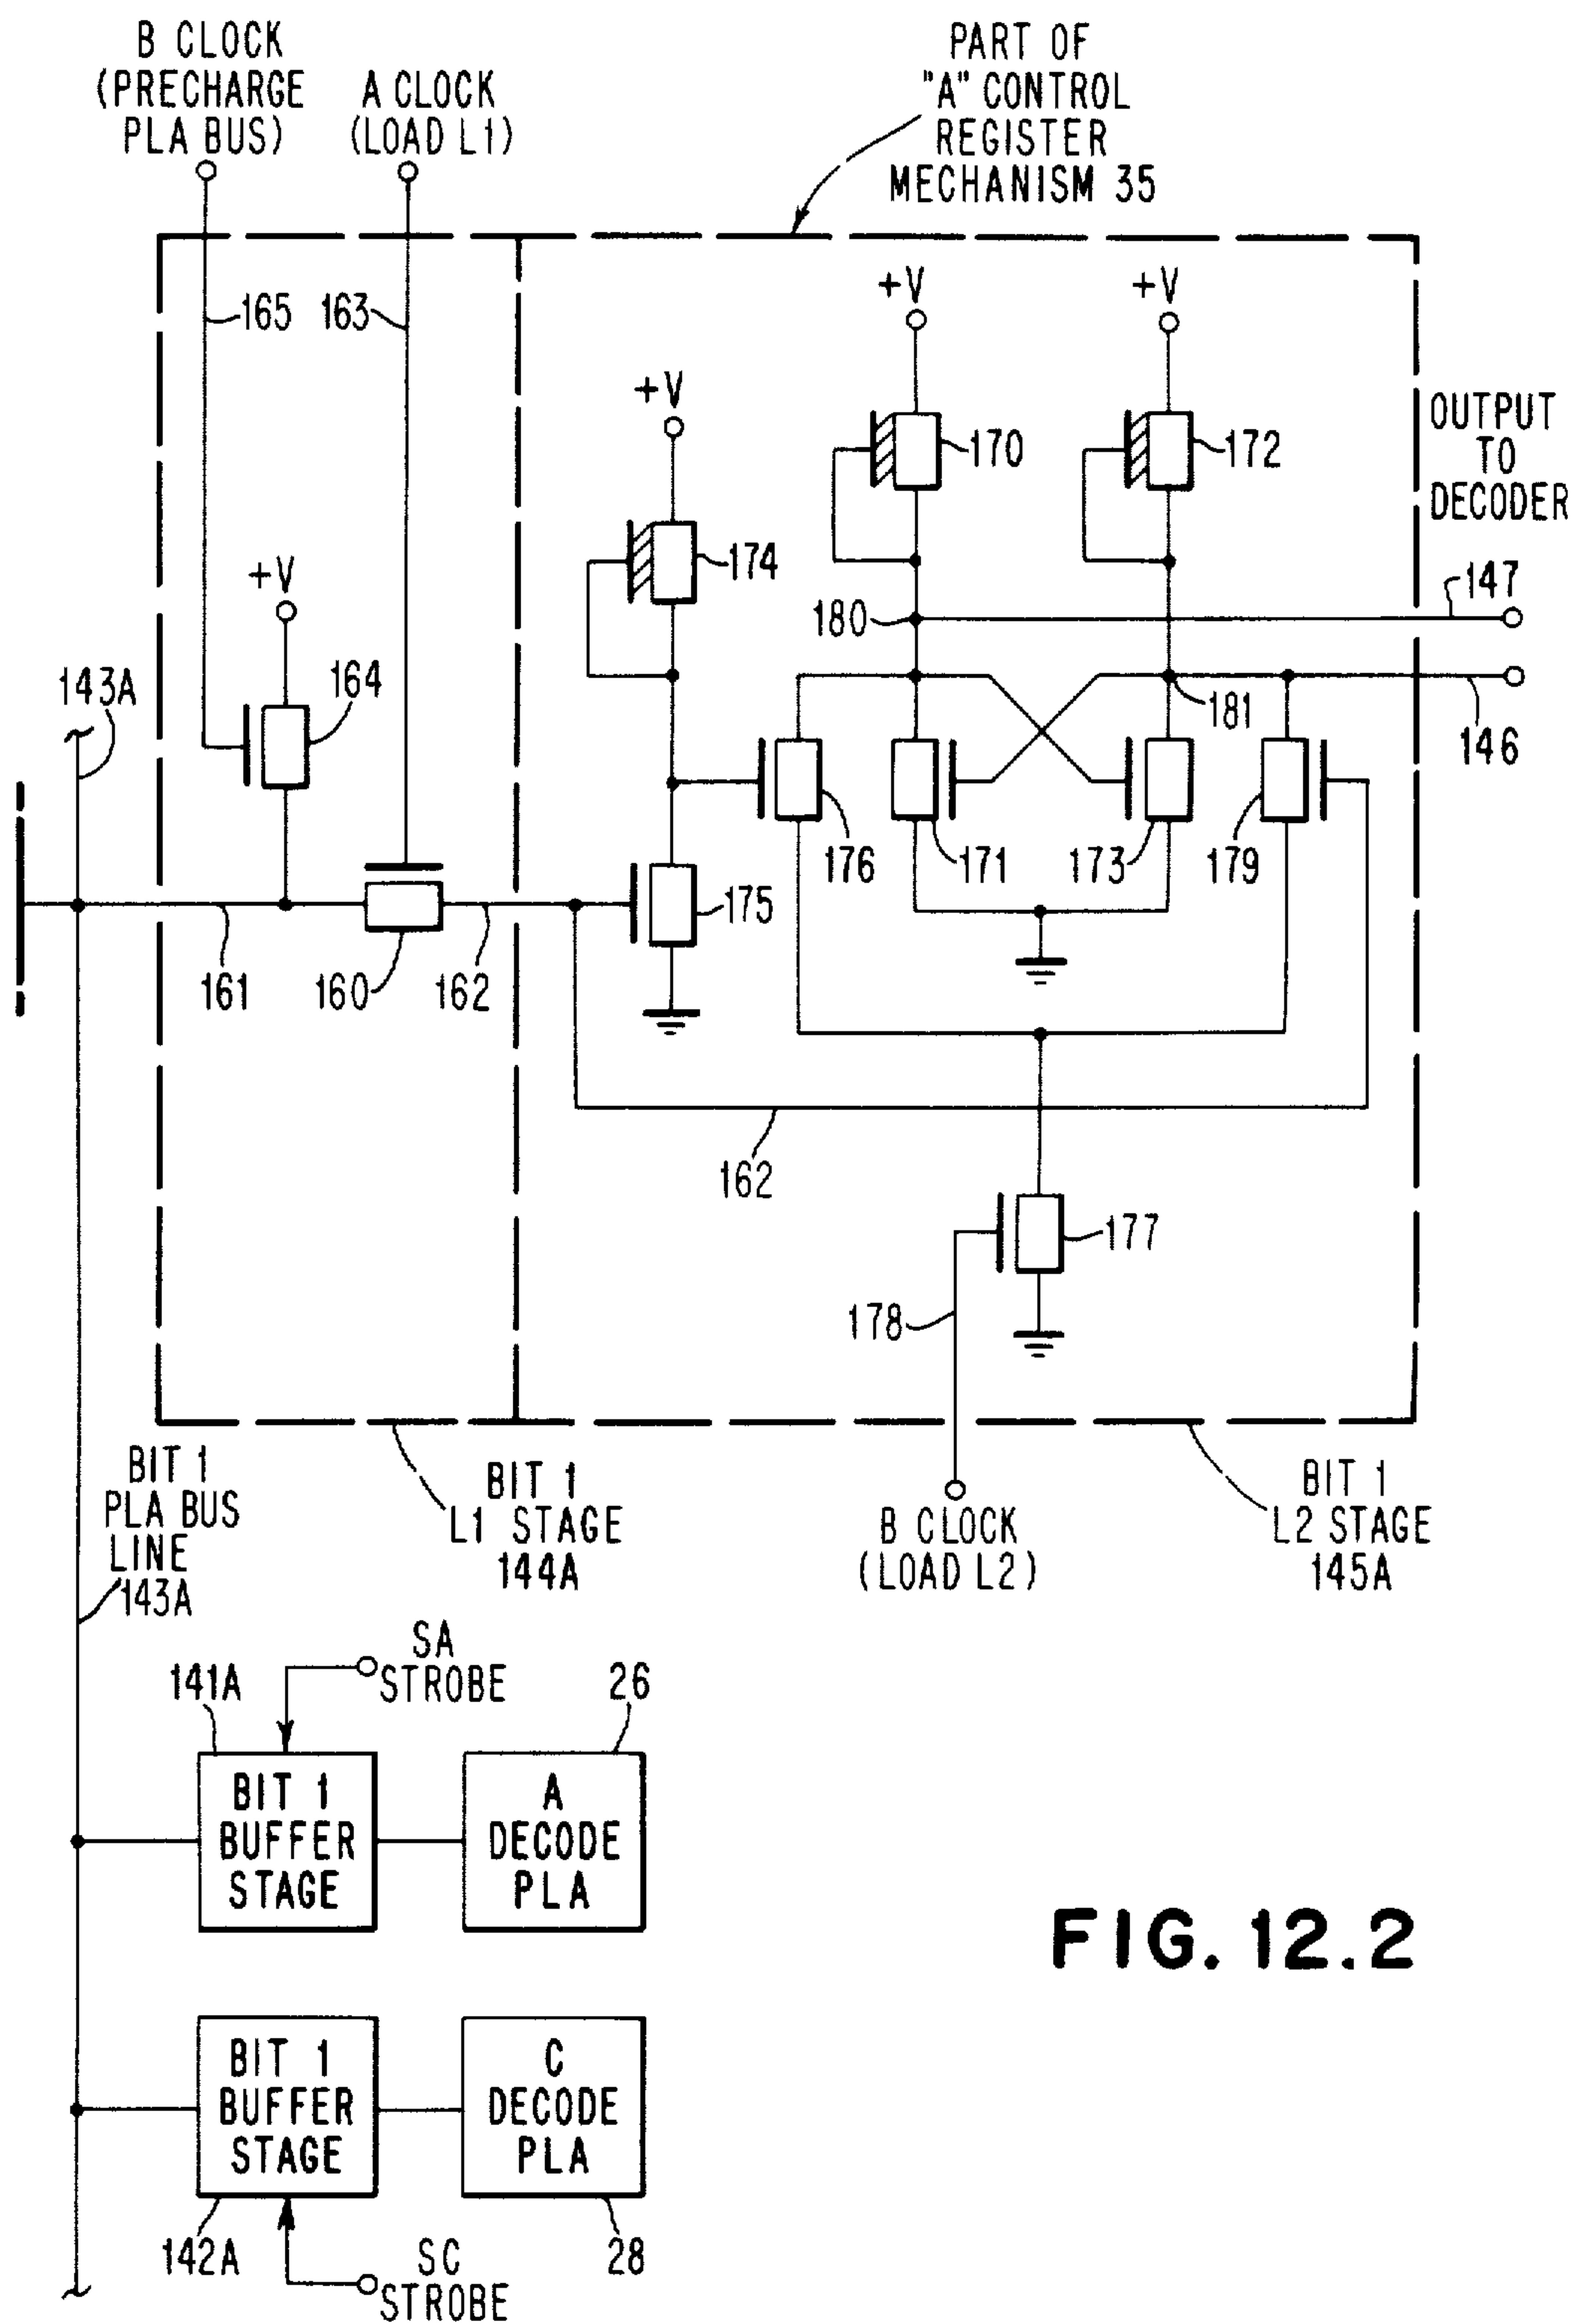 B CLOCK
(PRECHARGE
PLA BUS)
A CLOCK
(LOAD L1)
PART OF
"A" CONTROL
REGISTER
MECHANISM 35
165
163
+V
+V
+V
170
172
OUTPUT
TO
DECODER
174
+V
147
180
143A
164
181
146
176
171
173
179
175
161
160
162
162
177
178
BIT 1
PLA BUS
LINE
143A
BIT 1
L1 STAGE
144A
B CLOCK
(LOAD L2)
BIT 1
L2 STAGE
145A
SA
STROBE
141A
26
BIT 1
BUFFER
STAGE
A
DECODE
PLA
FIG. 12.2
BIT 1
BUFFER
STAGE
C
DECODE
PLA
142A
SC
STROBE
28